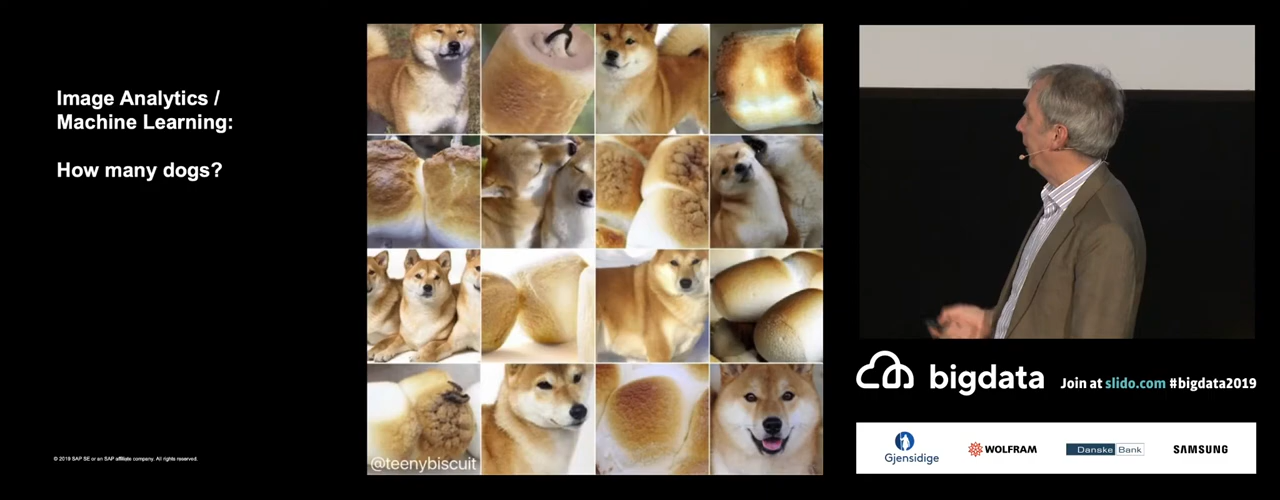 Image Analytics /
Machine Learning:
How many dogs?
@teenybiscuit
© 2019 SAP SE or an SAP affiliate company. All rights reserved.
bigdata
Join at slido.com #bigdata2019
Gjensidige
WOLFRAM
Danske Bank
SAMSUNG